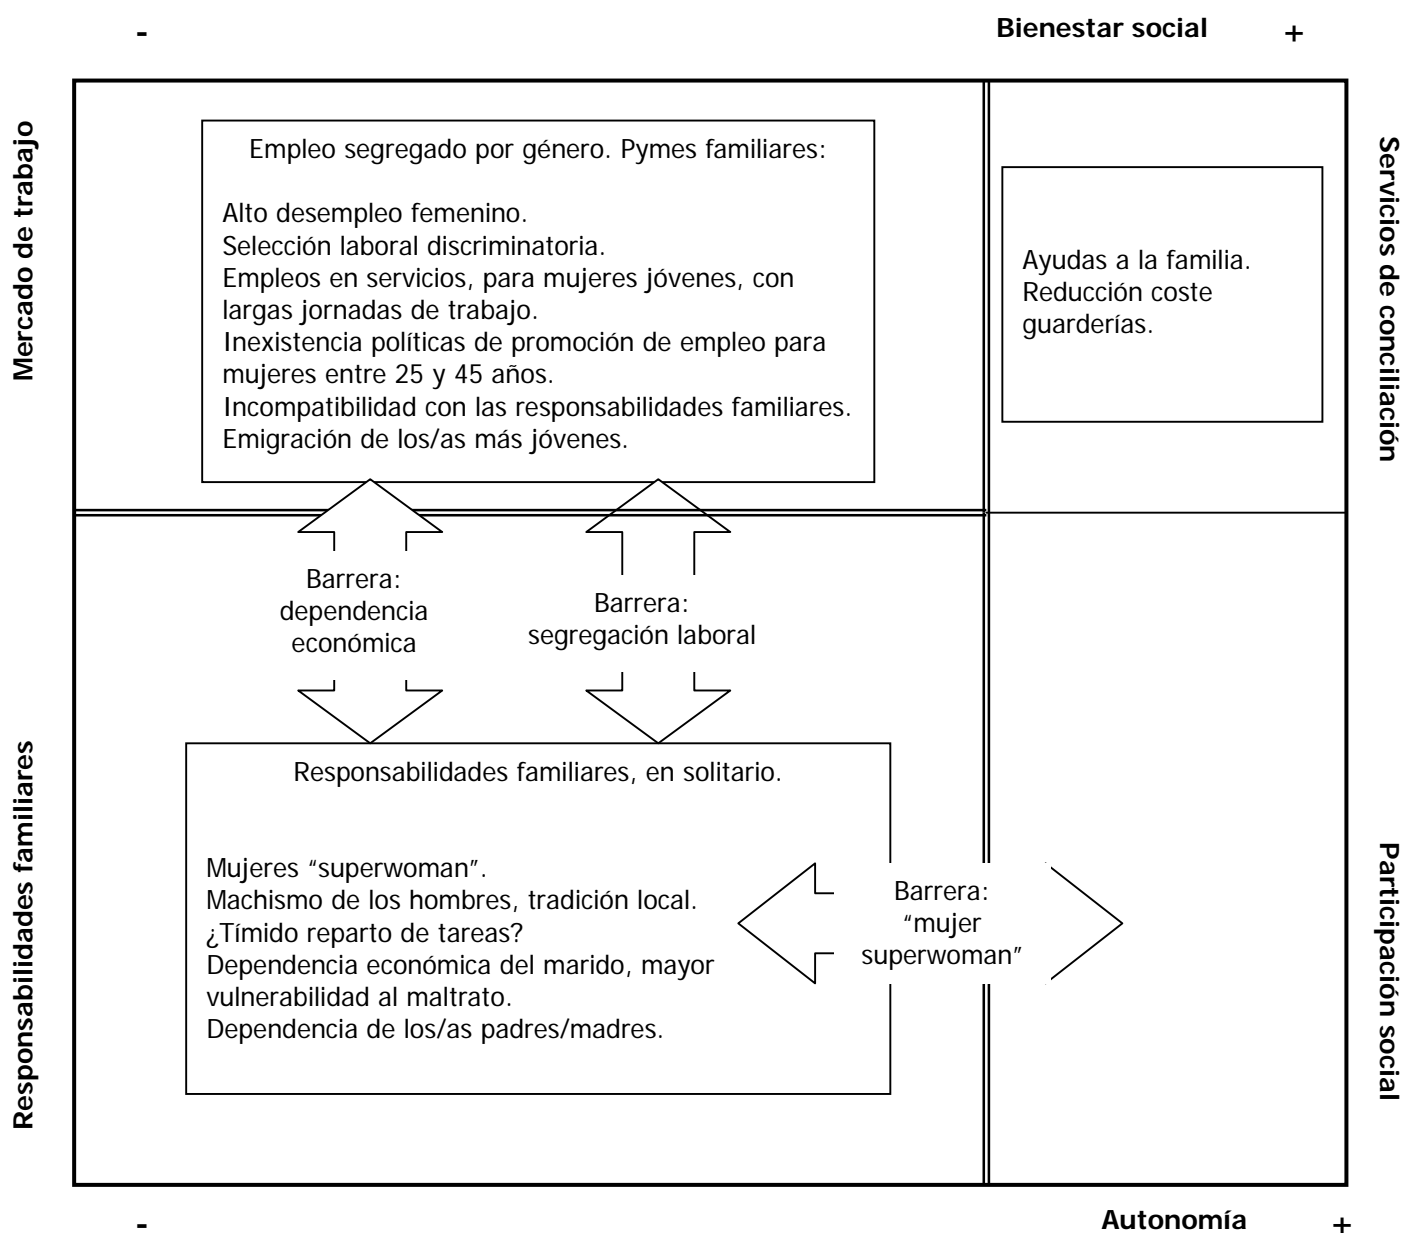 -
Bienestar social +
Mercado de trabajo
Empleo segregado por género. Pymes familiares:
Alto desempleo femenino.
Selección laboral discriminatoria.
Empleos en servicios, para mujeres jóvenes, con
largas jornadas de trabajo.
Inexistencia políticas de promoción de empleo para
mujeres entre 25 y 45 años.
Incompatibilidad con las responsabilidades familiares.
Emigración de los/as más jóvenes.
Ayudas a la familia.
Reducción coste
guarderías.
Servicios de conciliación
Barrera:
dependencia
económica
Barrera:
segregación laboral
Responsabilidades familiares
Responsabilidades familiares, en solitario.
Mujeres “superwoman”.
Machismo de los hombres, tradición local.
¿Tímido reparto de tareas?
Dependencia económica del marido, mayor
vulnerabilidad al maltrato.
Dependencia de los/as padres/madres.
Barrera:
“mujer
superwoman”
Participación social
-
Autonomía +